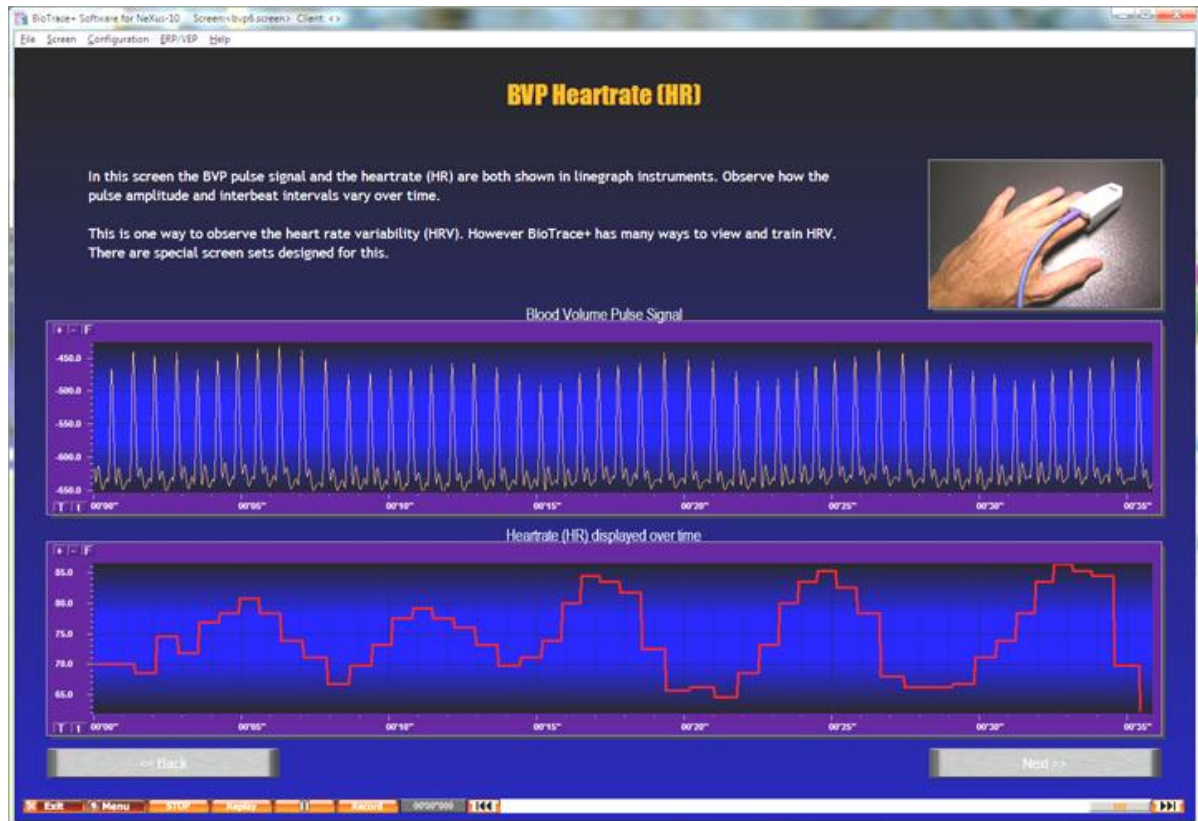 BioTrace+ Software for NeXus-10 Screen:<bvp6.screen> Client: <>
File Screen Configuration ERP/VEP Help
BVP Heartrate (HR)
In this screen the BVP pulse signal and the heartrate (HR) are both shown in linegraph instruments. Observe how the
pulse amplitude and interbeat intervals vary over time.
This is one way to observe the heart rate variability (HRV). However BioTrace+ has many ways to view and train HRV.
There are special screen sets designed for this.
Blood Volume Pulse Signal
+ - F
-450.0
-500.0
-550.0
-600.0
-650.0
T t 00'00" 00'05" 00'10" 00'15" 00'20" 00'25" 00'30" 00'35"
Heartrate (HR) displayed over time
+ - F
85.0
80.0
75.0
70.0
65.0
T t 00'00" 00'05" 00'10" 00'15" 00'20" 00'25" 00'30" 00'35"
<< Back Next >>
Exit Menu STOP Replay Record